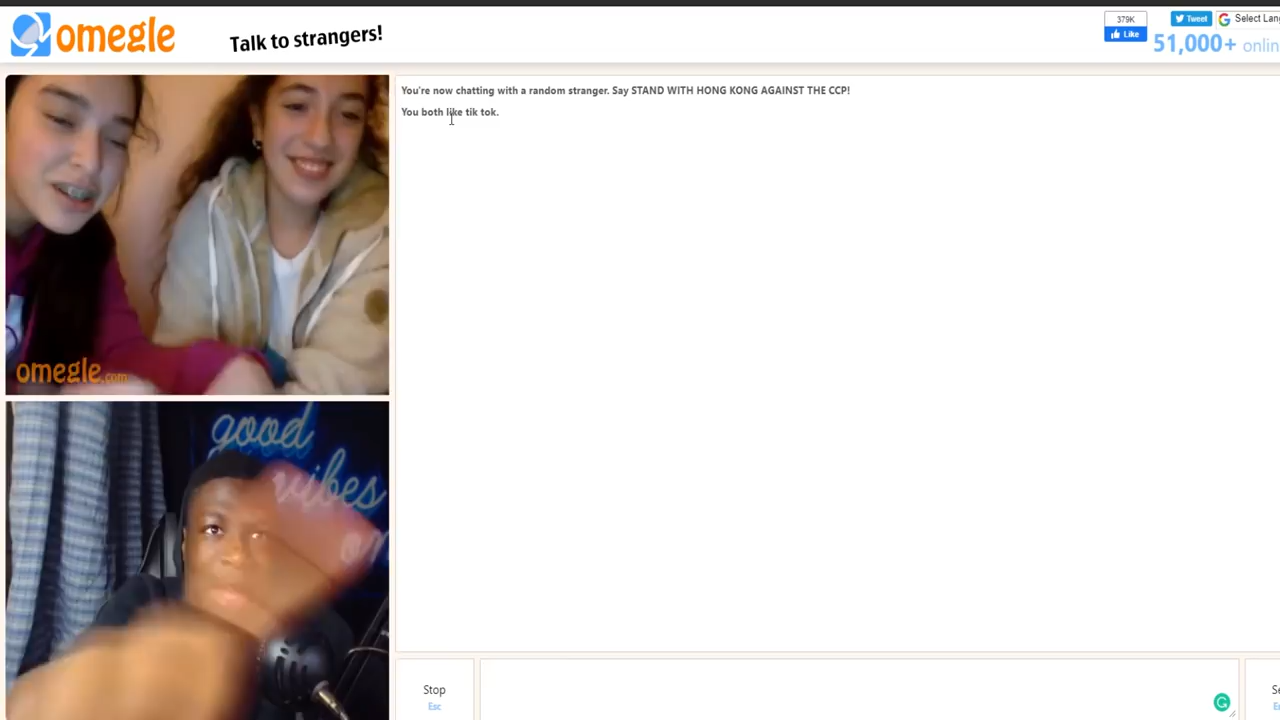 omegle
Talk to strangers!
379K
Like
Tweet
Select Lan
51,000+ onlin
You're now chatting with a random stranger. Say STAND WITH HONG KONG AGAINST THE CCP!
You both like tik tok.
omegle.com
good
vibes
Stop
Esc